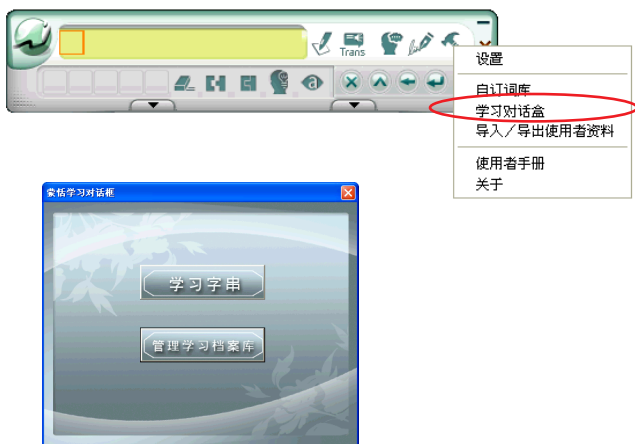 Trans
设置
自订词库
学习对话盒
导入／导出使用者资料
使用者手册
关于
蒙恬学习对话框
学习字串
管理学习档案库